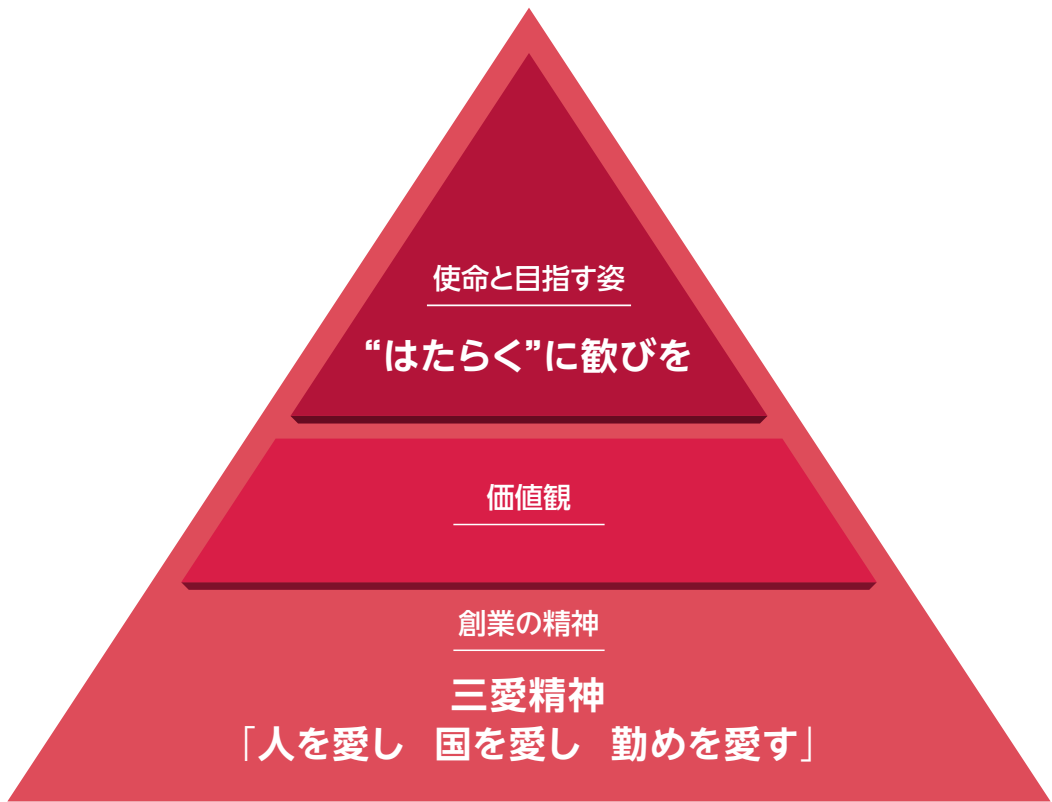 使命と目指す姿
“はたらく”に歓びを
価値観
創業の精神
三愛精神
「人を愛し 国を愛し 勤めを愛す」